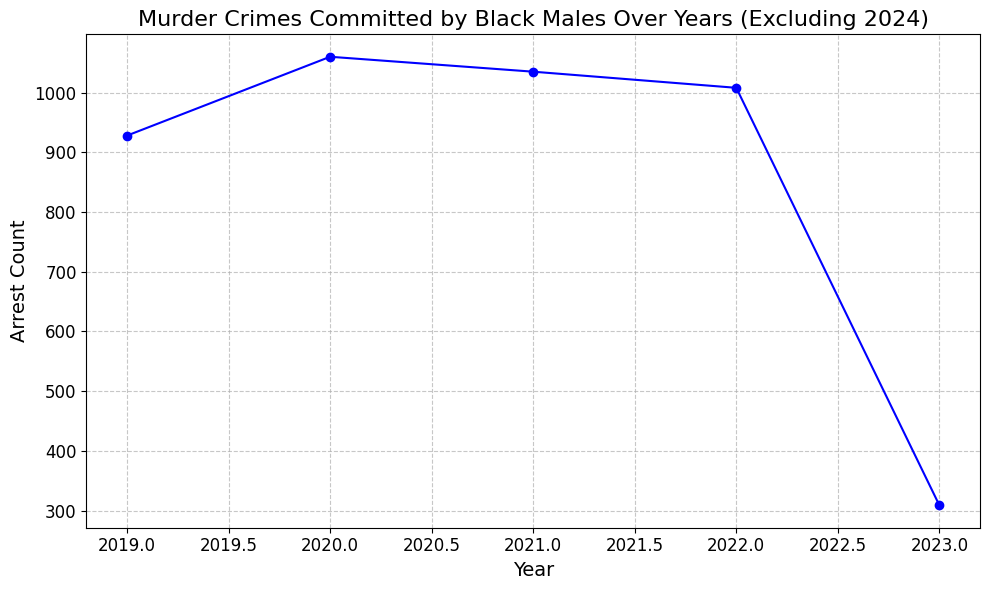 Murder Crimes Committed by Black Males Over Years (Excluding 2024)
Arrest Count
1000
900
800
700
600
500
400
300
2019.0 2019.5 2020.0 2020.5 2021.0 2021.5 2022.0 2022.5 2023.0
Year